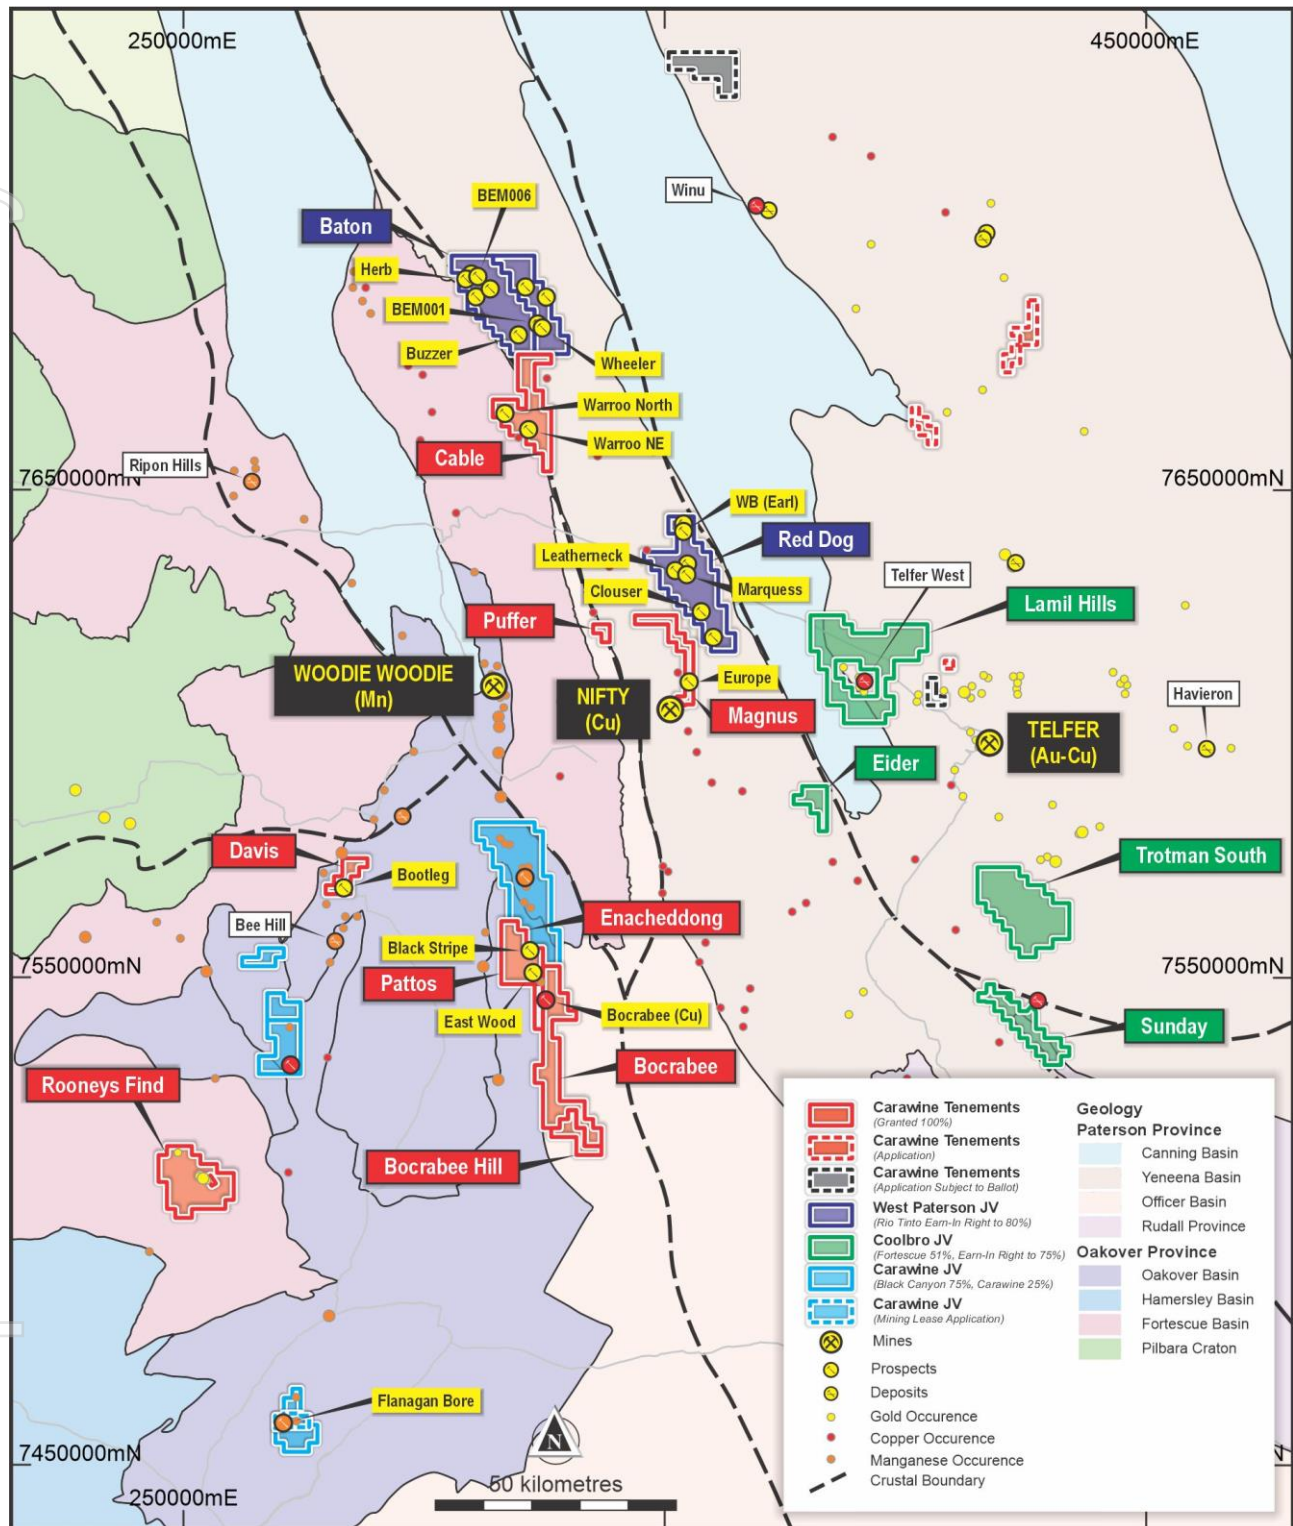 250000mE
450000mE
Winu
BEM006
Baton
Herb
BEM001
Buzzer
Wheeler
Warroo North
Warroo NE
Cable
Ripon Hills
7650000mN
7650000mN
WB (Earl)
Red Dog
Leatherneck
Marquess
Clouser
Telfer West
Lamil Hills
Puffer
WOODIE WOODIE
(Mn)
NIFTY
(Cu)
Europe
Magnus
Havieron
TELFER
(Au-Cu)
Eider
Davis
Bootleg
Trotman South
Bee Hill
Enacheddong
Black Stripe
7550000mN
7550000mN
Pattos
East Wood
Bocrabee (Cu)
Sunday
Bocrabee
Rooneys Find
Bocrabee Hill
Flanagan Bore
7450000mN
N
250000mE
N
50 kilometres
Carawine Tenements
(Granted 100%)
Carawine Tenements
(Application)
Carawine Tenements
(Application Subject to Ballot)
West Paterson JV
(Rio Tinto Earn-In Right to 80%)
Coolbro JV
(Fortescue 51%, Earn-In Right to 75%)
Carawine JV
(Black Canyon 75%, Carawine 25%)
Carawine JV
(Mining Lease Application)
Mines
Prospects
Deposits
Gold Occurence
Copper Occurence
Manganese Occurence
Crustal Boundary
Geology
Paterson Province
Canning Basin
Yeneena Basin
Officer Basin
Rudall Province
Oakover Province
Oakover Basin
Hamersley Basin
Fortescue Basin
Pilbara Craton